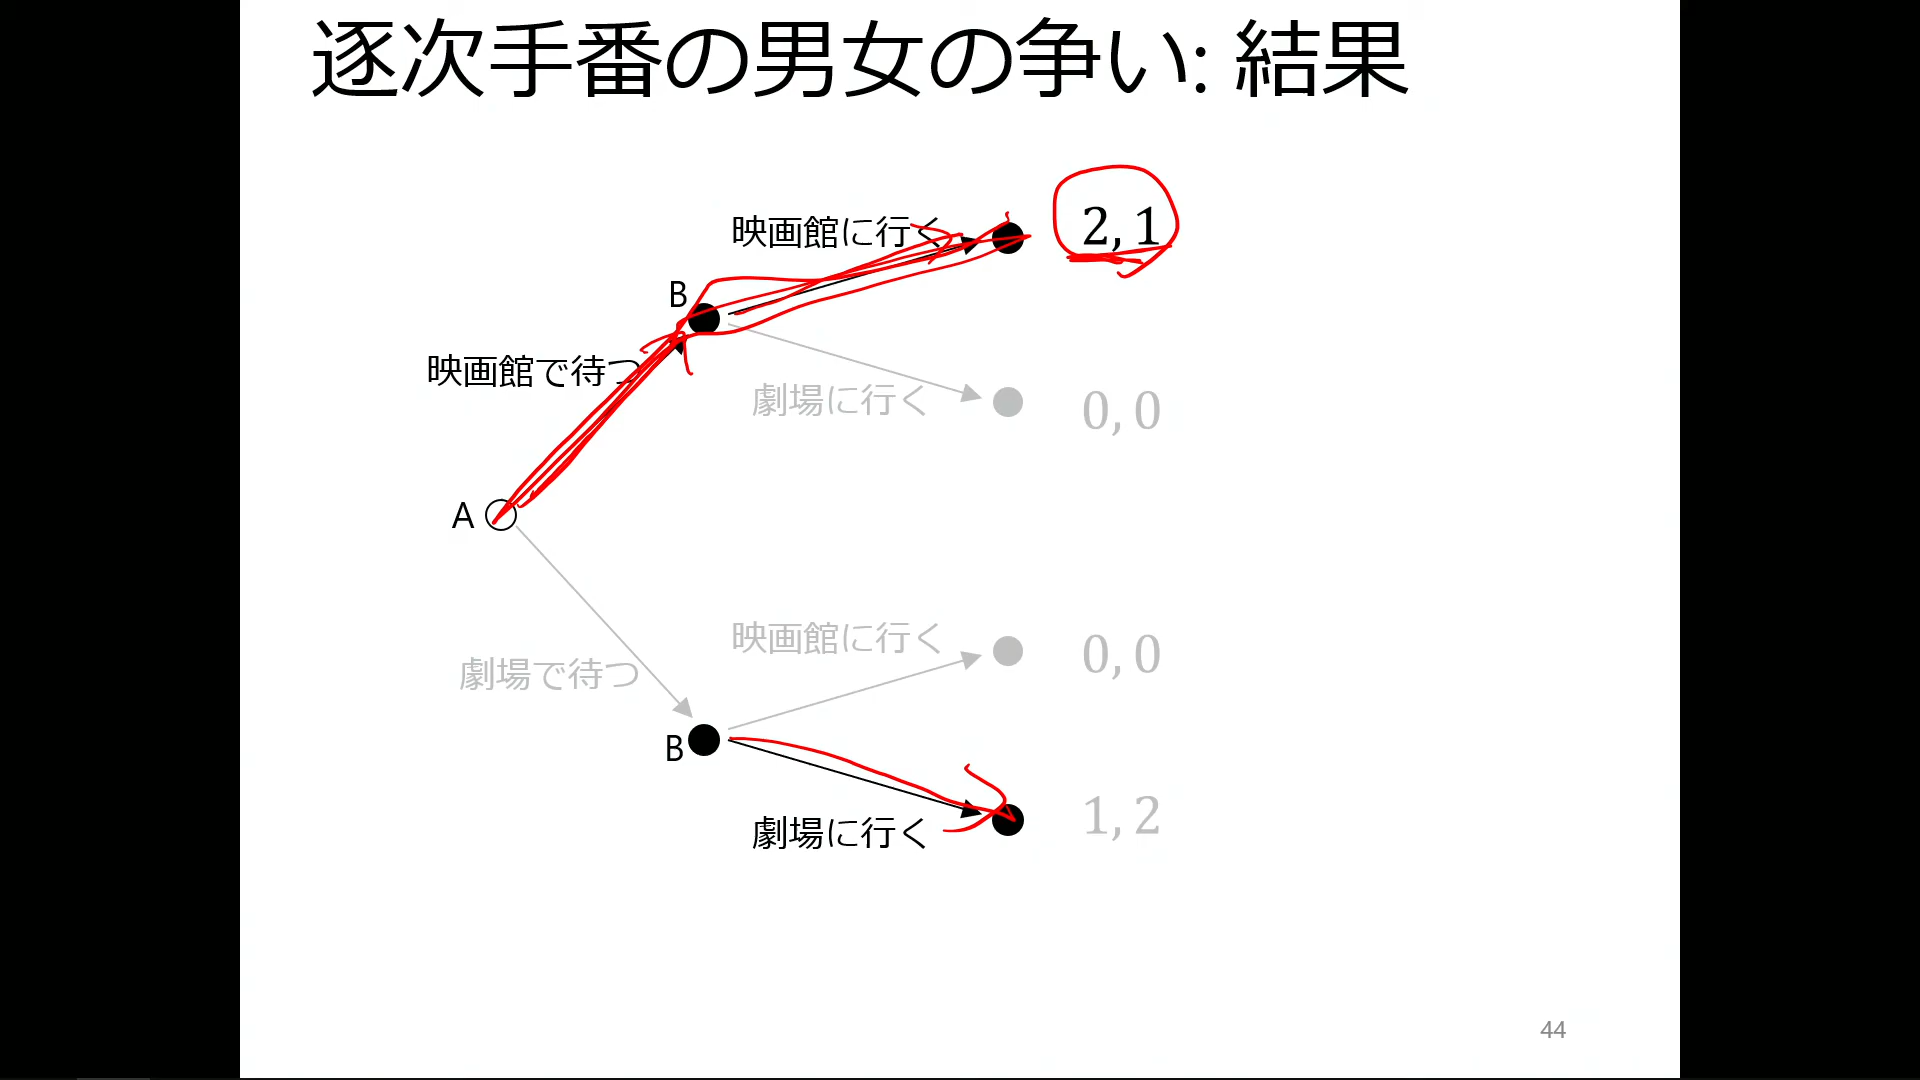 逐次手番の男女の争い: 結果
映画館に行く
2, 1
B
映画館で待つ
劇場に行く
0, 0
A
映画館に行く
0, 0
劇場で待つ
B
1, 2
劇場に行く
44